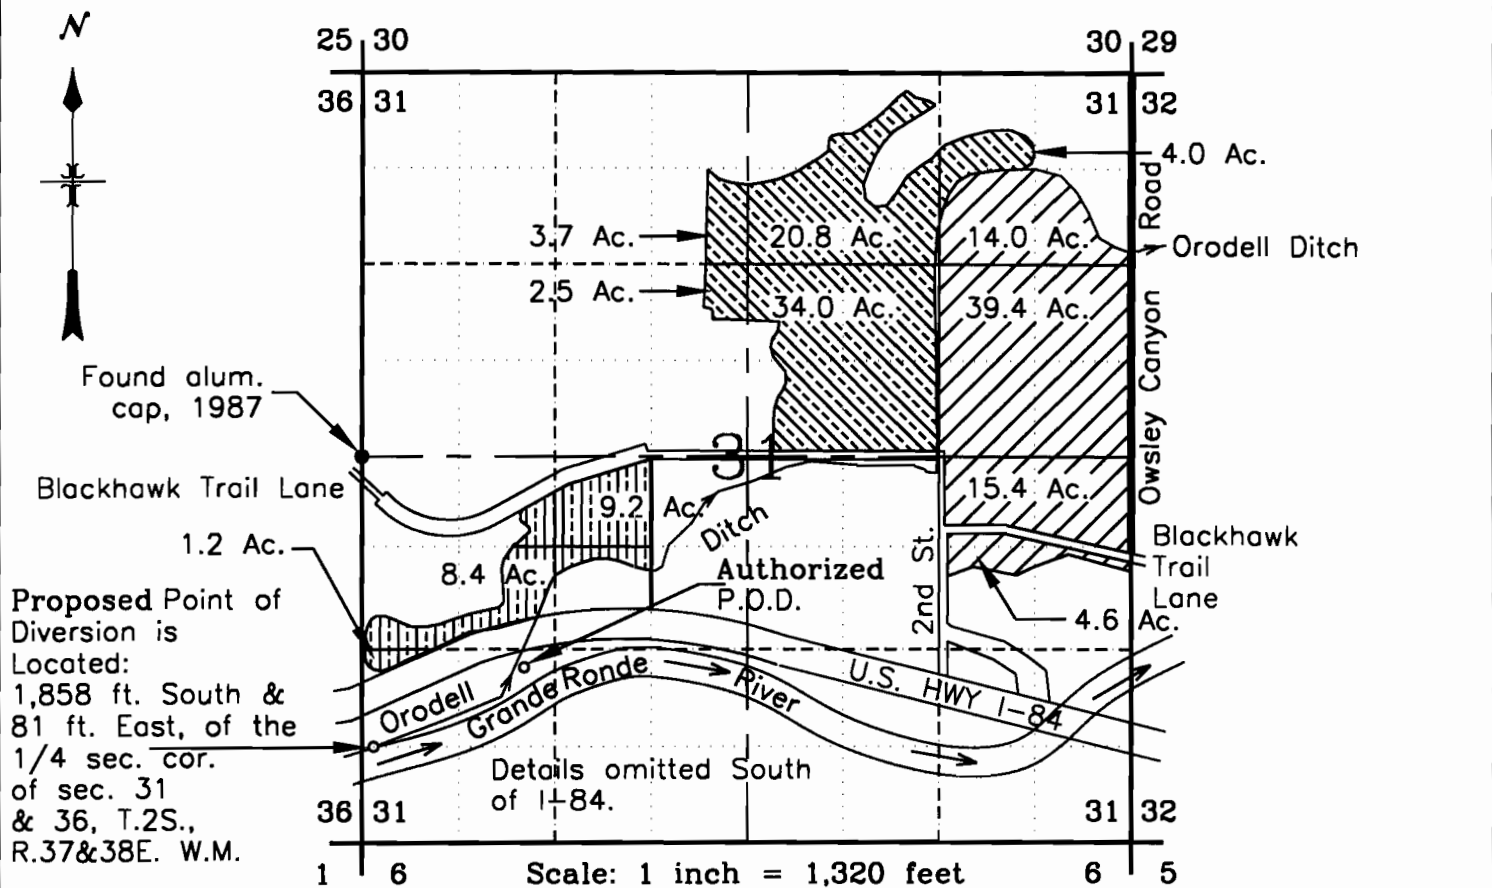 N
25 30
30 29
36 31
31 32
4.0 Ac.
3.7 Ac.
20.8 Ac.
14.0 Ac.
Orodell Ditch
2.5 Ac.
34.0 Ac.
39.4 Ac.
Owsley Canyon Road
Found alum.
cap, 1987
31
Blackhawk Trail Lane
9.2 Ac.
15.4 Ac.
Ditch
1.2 Ac.
8.4 Ac.
Authorized
P.O.D.
2nd St.
Blackhawk
Trail
Lane
4.6 Ac.
Proposed Point of
Diversion is
Located:
1,858 ft. South &
81 ft. East, of the
1/4 sec. cor.
of sec. 31
& 36, T.2S.,
R.37&38E. W.M.
Orodell
Grande Ronde River
U.S. HWY I-84
Details omitted South
of I-84.
36 31
31 32
1 6
Scale: 1 inch = 1,320 feet
6 5